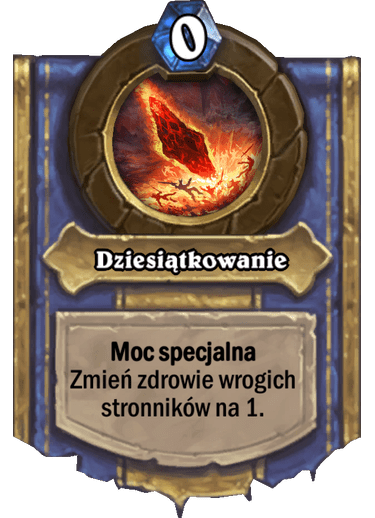 0
Dziesiątkowanie
Moc specjalna
Zmień zdrowie wrogich
stronników na 1.